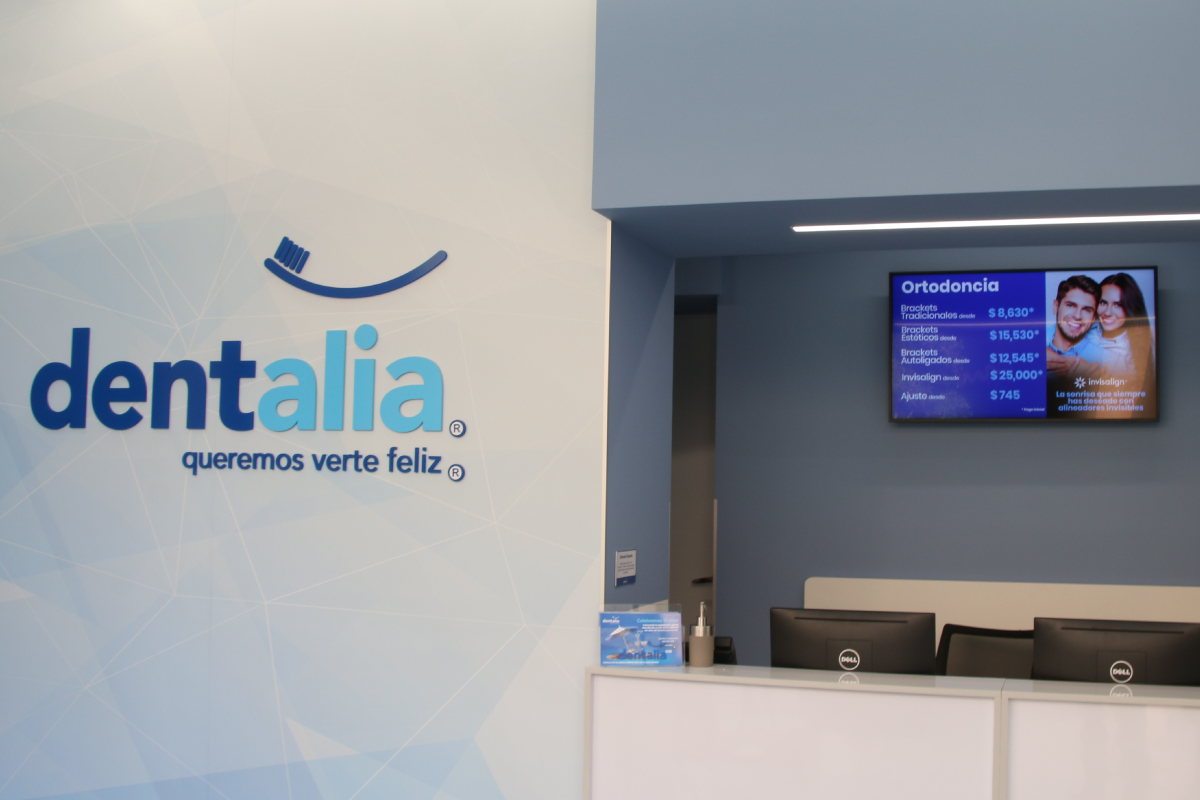 dentalia®
queremos verte feliz®
Ortodoncia
Brackets
Tradicionales desde $ 8,630*
Brackets
Estéticos desde $ 15,530*
Brackets
Autoligados desde $ 12,545*
Invisalign desde $ 25,000*
Ajuste desde $ 745
invisalign
La sonrisa que siempre
has deseado con
alineadores invisibles
dentalia
dentalia
DELL
DELL